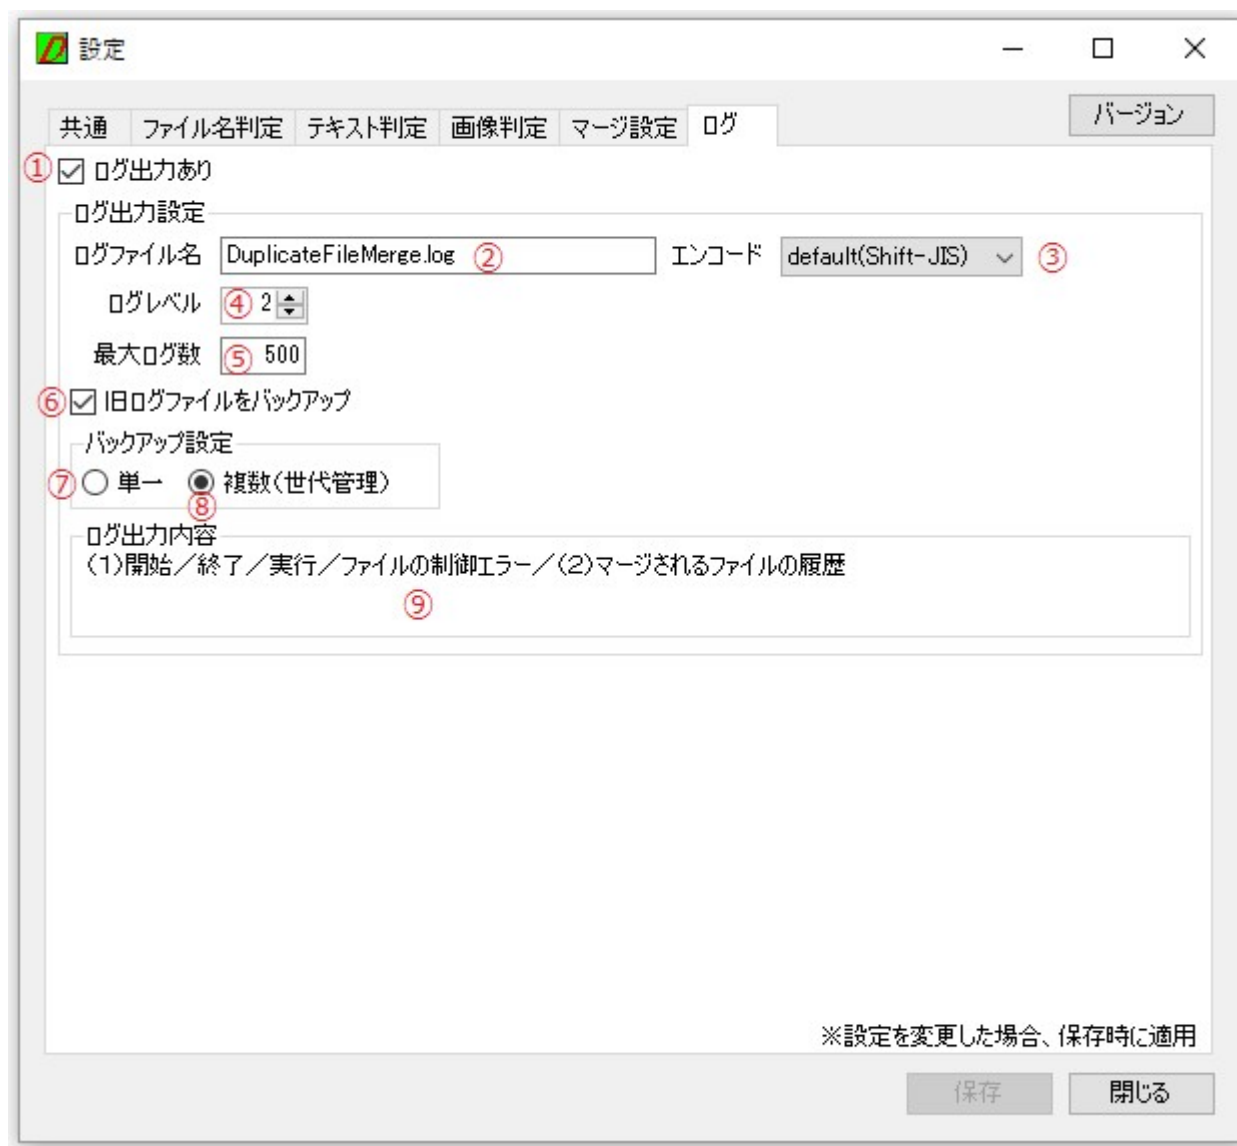 設定
共通 ファイル名判定 テキスト判定 画像判定 マージ設定 ログ バージョン
① ログ出力あり
ログ出力設定
ログファイル名 DuplicateFileMerge.log ② エンコード default(Shift-JIS) ③
ログレベル ④ 2
最大ログ数 ⑤ 500
⑥ 旧ログファイルをバックアップ
バックアップ設定
⑦ 単一 複数(世代管理)
⑧
ログ出力内容
(1)開始／終了／実行／ファイルの制御エラー／(2)マージされるファイルの履歴
⑨
※設定を変更した場合、保存時に適用
保存 閉じる